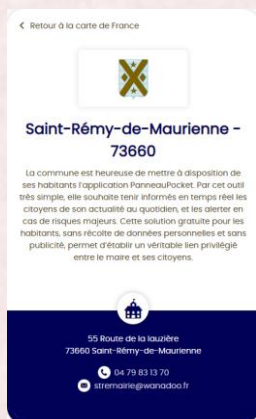 Retour à la carte de France
Saint-Rémy-de-Maurienne -
73660
La commune est heureuse de mettre à disposition de
ses habitants l'application PanneauPocket. Par cet outil
très simple, elle souhaite tenir informés en temps réel les
citoyens de son actualité au quotidien, et les alerter en
cas de risques majeurs. Cette solution gratuite pour les
habitants, sans récolte de données personnelles et sans
publicité, permet d'établir un véritable lien privilégié
entre le maire et ses citoyens.
55 Route de la lauzière
73660 Saint-Rémy-de-Maurienne
04 79 83 13 70
stremairie@wanadoo.fr